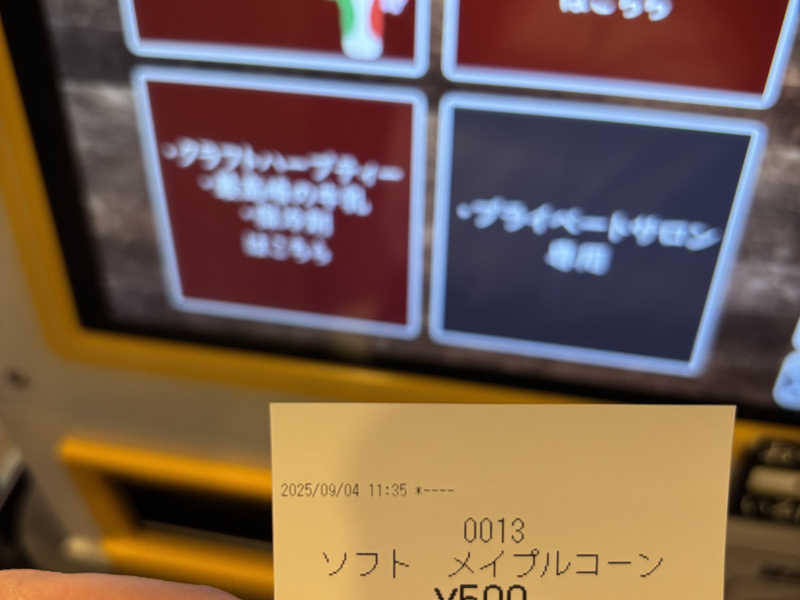 はこちら
・クラフトハーブティー
はこちら
・プライベートサロン
専用
2025/09/04 11:35 *----
0013
ソフト メイプルコーン
¥500